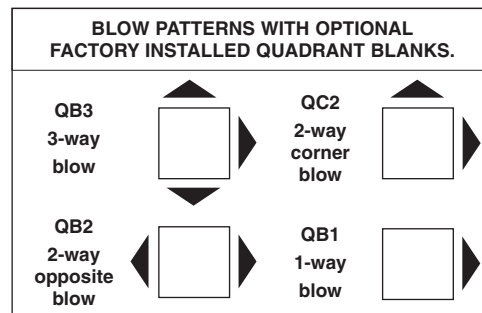 BLOW PATTERNS WITH OPTIONAL
FACTORY INSTALLED QUADRANT BLANKS.
QB3
3-way
blow
QC2
2-way
corner
blow
QB2
2-way
opposite
blow
QB1
1-way
blow